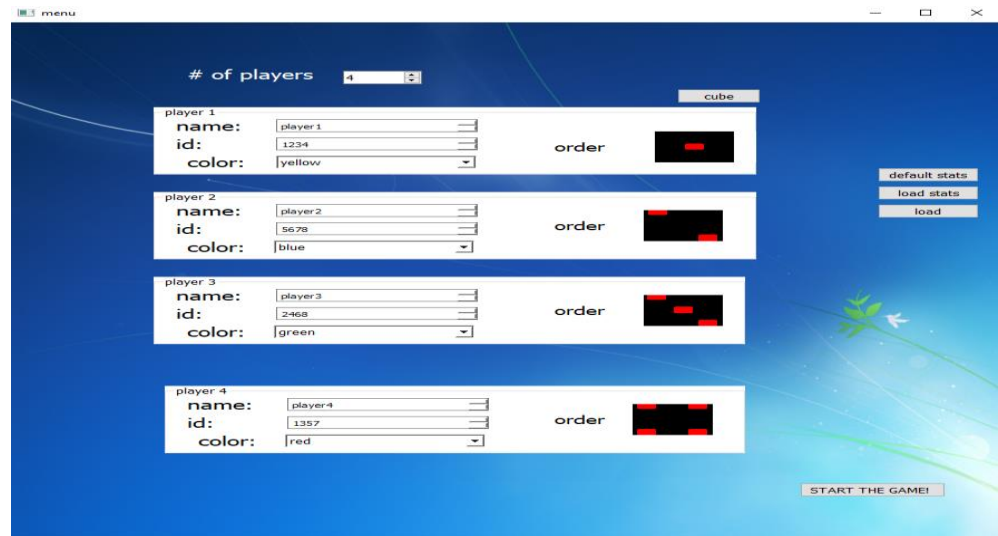 menu
# of players 4
cube
player 1
name: player1
id: 1234
order
color: yellow
default stats
load stats
load
player 2
name: player2
id: 5678
order
color: blue
player 3
name: player3
id: 2468
order
color: green
player 4
name: player4
id: 1357
order
color: red
START THE GAME!